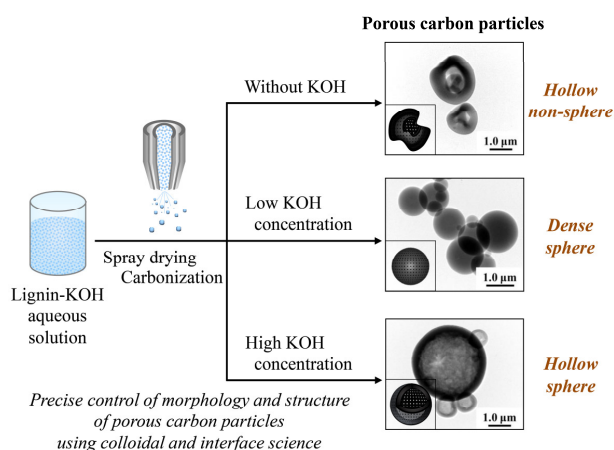 Porous carbon particles
Without KOH
1.0 µm
Hollow
non-sphere
Low KOH
concentration
1.0 µm
Dense
sphere
Spray drying
Carbonization
Lignin-KOH
aqueous
solution
High KOH
concentration
1.0 µm
Hollow
sphere
Precise control of morphology and structure
of porous carbon particles
using colloidal and interface science